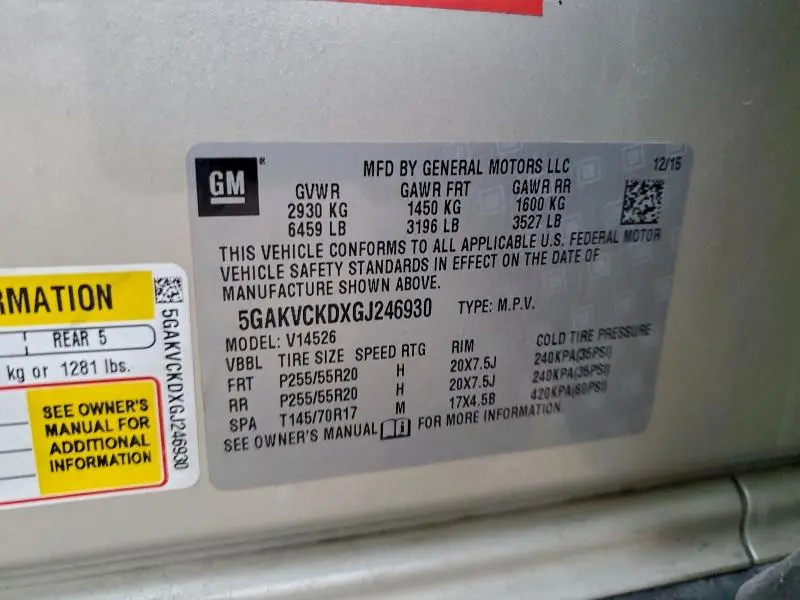 GM
MFD BY GENERAL MOTORS LLC 12/15
GVWR GAWR FRT GAWR RR
2930 KG 1450 KG 1600 KG
6459 LB 3196 LB 3527 LB
THIS VEHICLE CONFORMS TO ALL APPLICABLE U.S. FEDERAL MOTOR
VEHICLE SAFETY STANDARDS IN EFFECT ON THE DATE OF
MANUFACTURE SHOWN ABOVE.
5GAKVCKDXGJ246930 TYPE: M.P.V.
MODEL: V14526
VBBL TIRE SIZE SPEED RTG RIM COLD TIRE PRESSURE
FRT P255/55R20 H 20X7.5J 240KPA(35PSI)
RR P255/55R20 H 20X7.5J 240KPA(35PSI)
SPA T145/70R17 M 17X4.5B 420KPA(60PSI)
SEE OWNER'S MANUAL i FOR MORE INFORMATION
RMATION
REAR 5
kg or 1281 lbs.
SEE OWNER'S
MANUAL FOR
ADDITIONAL
INFORMATION
5GAKVCKDXGJ246930